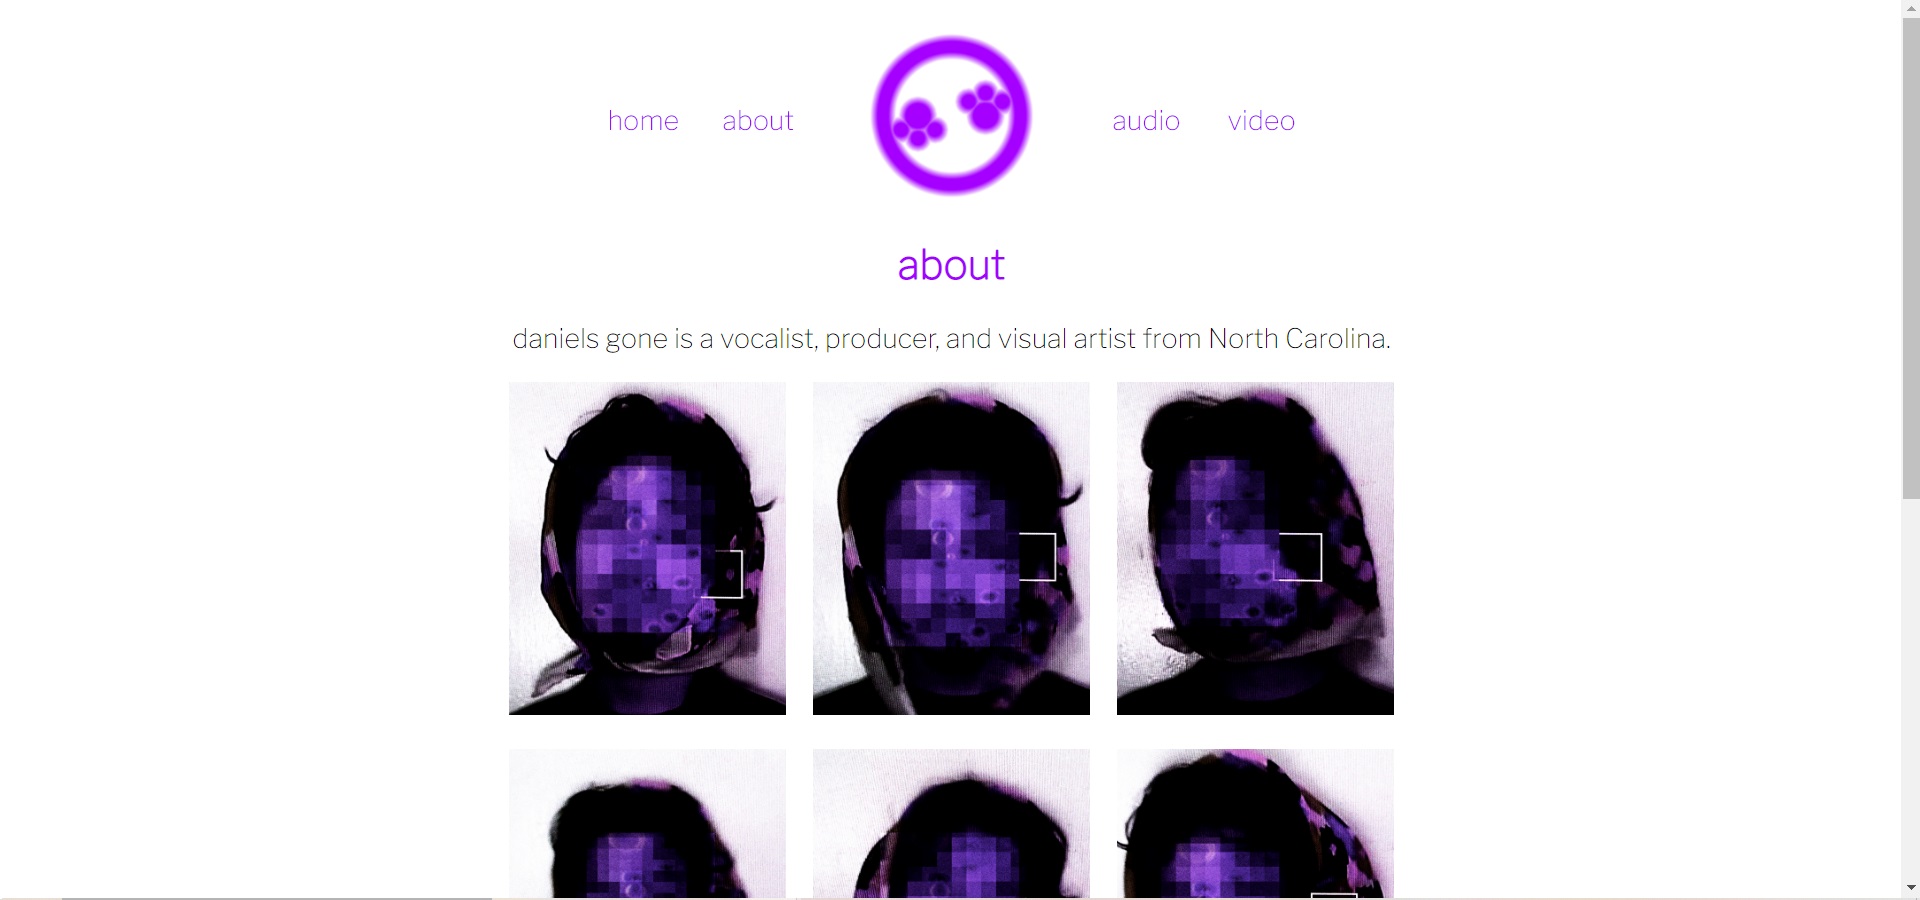 home about audio video
about
daniels gone is a vocalist, producer, and visual artist from North Carolina.